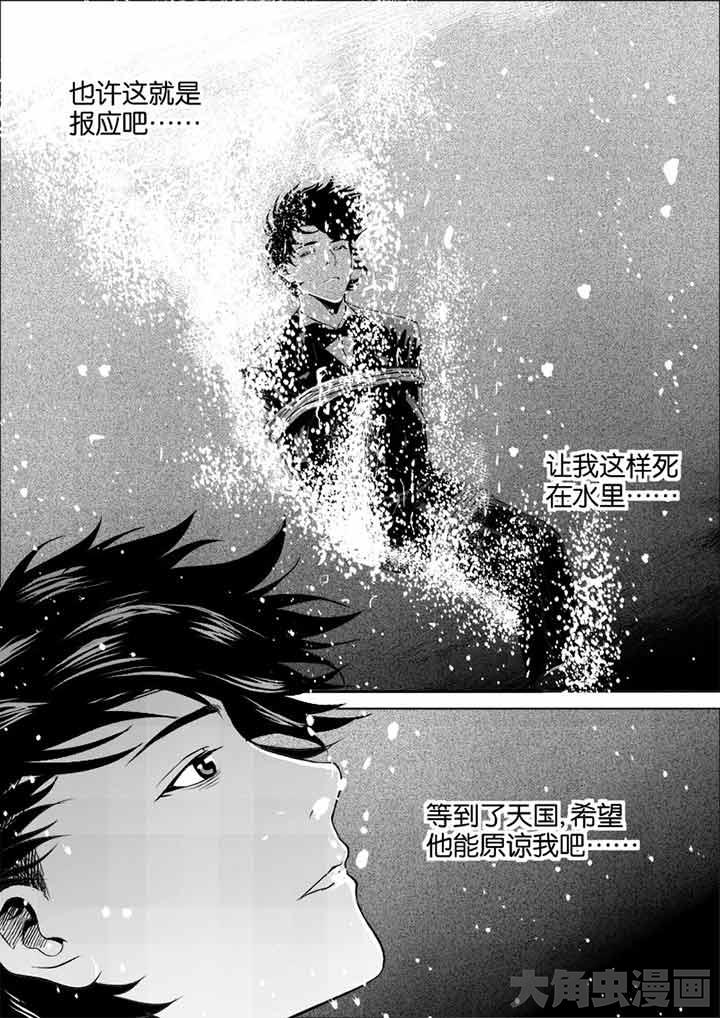 也许这就是
报应吧……
让我这样死
在水里……
等到了天国,希望
他能原谅我吧……
大角虫漫画